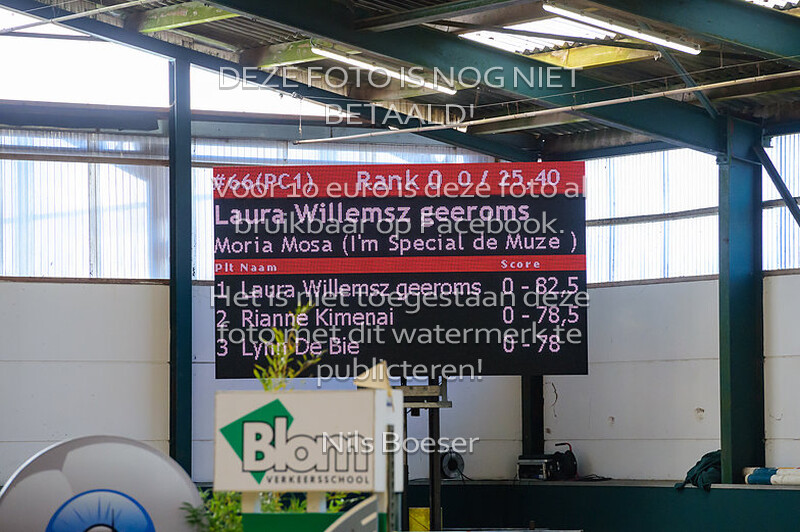 DEZE FOTO IS NOG NIET
BETAALD!
#66(PC1) Rank 0 0 / 25,40
Voor 10 euro is deze foto al
Laura Willemsz geeroms
bruikbaar op Facebook.
Moria Mosa (I'm Special de Muze )
Plt Naam Score
1 Laura Willemsz geeroms 0 - 82,5
Het is niet toegestaan deze
2 Rianne Kimenai 0 - 78,5
foto met dit watermerk te
3 Lynn De Bie 0 - 78
publicteren!
Blom
VERKEERSSCHOOL
Nils Boeser